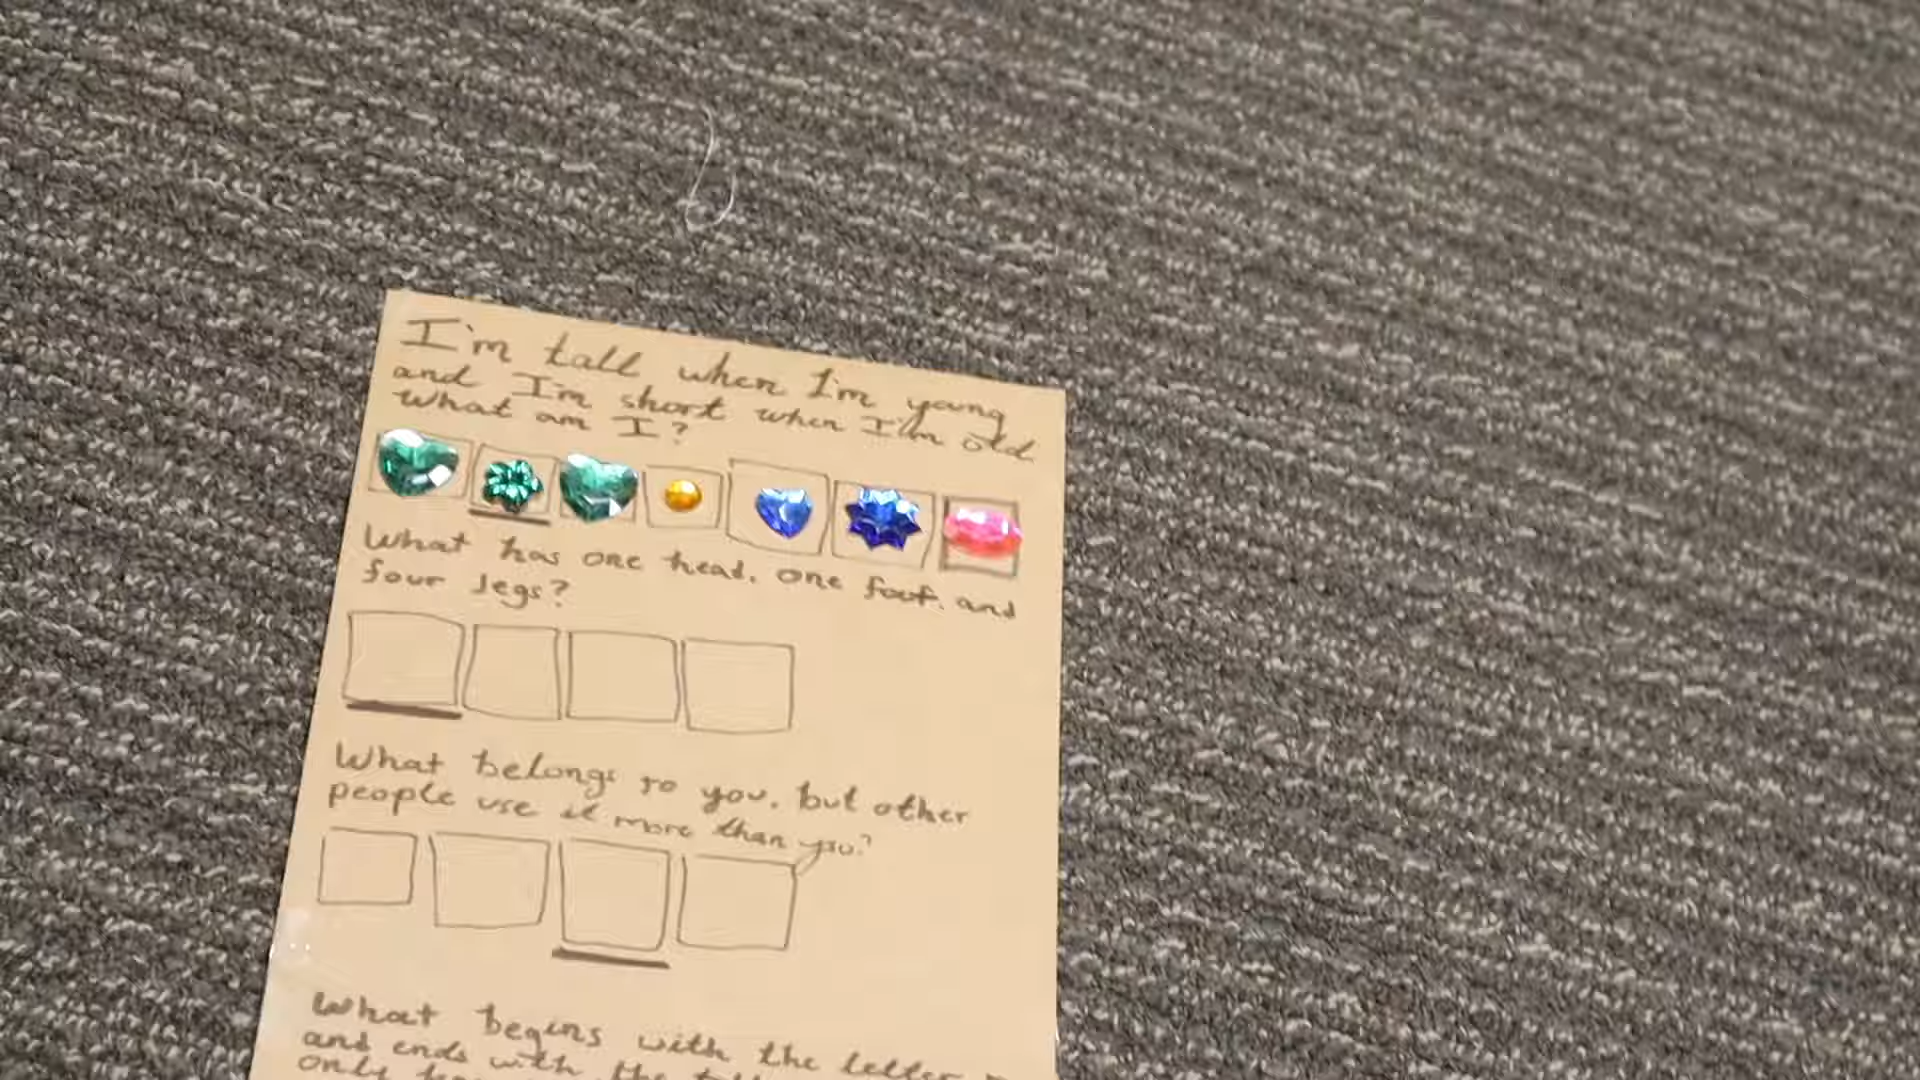 I'm tall when I'm young
and I'm short when I'm old.
What am I?
What has one head, one foot, and
four legs?
What belongs to you, but other
people use it more than you?
What begins with the letter
and ends with the
only